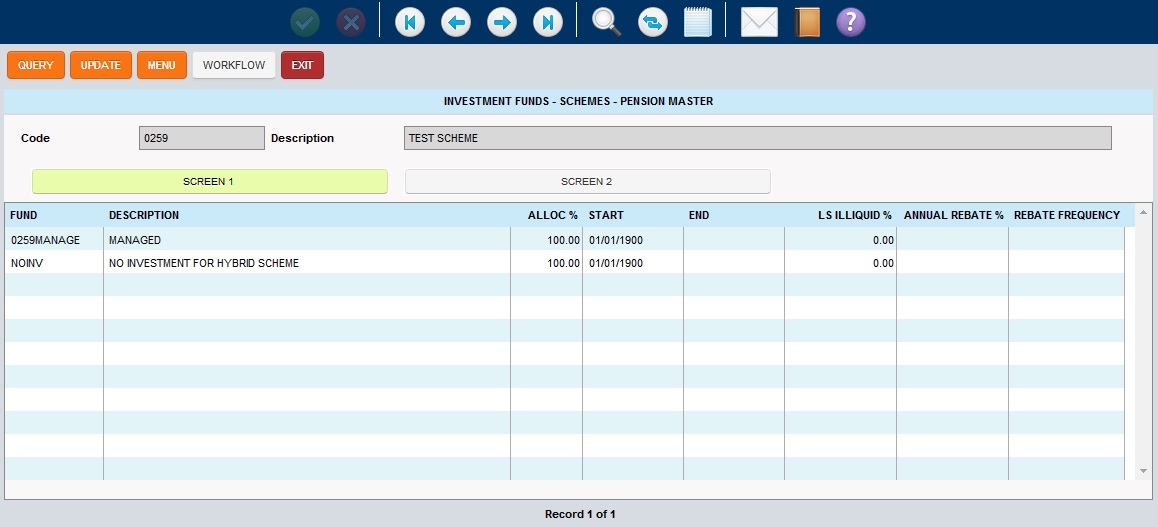 ?
QUERY UPDATE MENU WORKFLOW EXIT
INVESTMENT FUNDS - SCHEMES - PENSION MASTER
Code 0259 Description TEST SCHEME
SCREEN 1 SCREEN 2
FUND DESCRIPTION ALLOC % START END LS ILLIQUID % ANNUAL REBATE % REBATE FREQUENCY
0259MANAGE MANAGED 100.00 01/01/1900 0.00
NOINV NO INVESTMENT FOR HYBRID SCHEME 100.00 01/01/1900 0.00
Record 1 of 1